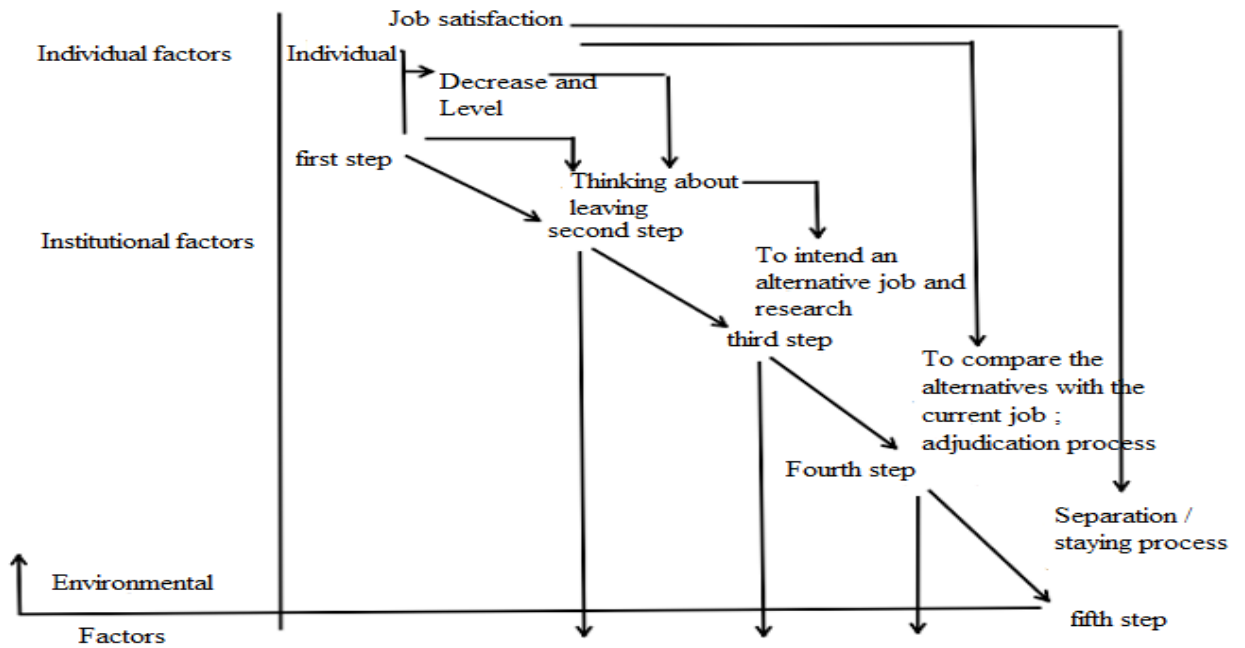 Job satisfaction
Individual factors
Individual
Decrease and
Level
first step
Thinking about
leaving
second step
Institutional factors
To intend an
alternative job and
research
third step
To compare the
alternatives with the
current job ;
adjudication process
Fourth step
Separation /
staying process
Environmental
fifth step
Factors